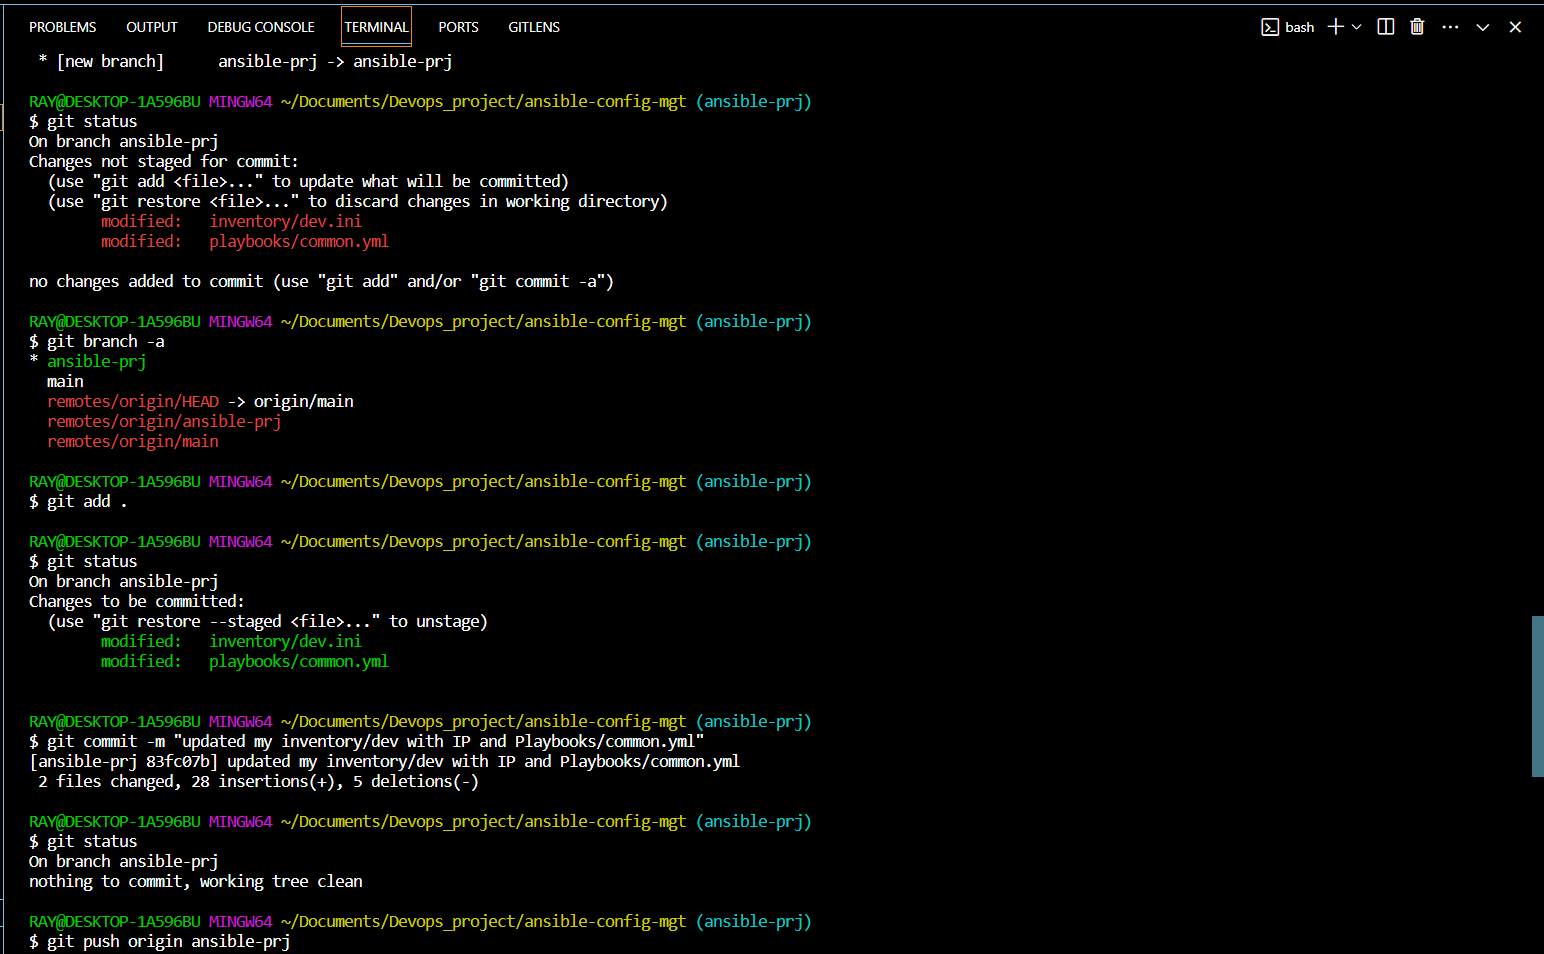 PROBLEMS OUTPUT DEBUG CONSOLE TERMINAL PORTS GITLENS bash
* [new branch]      ansible-prj -> ansible-prj
RAY@DESKTOP-1A596BU MINGW64 ~/Documents/Devops_project/ansible-config-mgt (ansible-prj)
$ git status
On branch ansible-prj
Changes not staged for commit:
  (use "git add <file>..." to update what will be committed)
  (use "git restore <file>..." to discard changes in working directory)
        modified:   inventory/dev.ini
        modified:   playbooks/common.yml
no changes added to commit (use "git add" and/or "git commit -a")
RAY@DESKTOP-1A596BU MINGW64 ~/Documents/Devops_project/ansible-config-mgt (ansible-prj)
$ git branch -a
* ansible-prj
  main
  remotes/origin/HEAD -> origin/main
  remotes/origin/ansible-prj
  remotes/origin/main
RAY@DESKTOP-1A596BU MINGW64 ~/Documents/Devops_project/ansible-config-mgt (ansible-prj)
$ git add .
RAY@DESKTOP-1A596BU MINGW64 ~/Documents/Devops_project/ansible-config-mgt (ansible-prj)
$ git status
On branch ansible-prj
Changes to be committed:
  (use "git restore --staged <file>..." to unstage)
        modified:   inventory/dev.ini
        modified:   playbooks/common.yml
RAY@DESKTOP-1A596BU MINGW64 ~/Documents/Devops_project/ansible-config-mgt (ansible-prj)
$ git commit -m "updated my inventory/dev with IP and Playbooks/common.yml"
[ansible-prj 83fc07b] updated my inventory/dev with IP and Playbooks/common.yml
 2 files changed, 28 insertions(+), 5 deletions(-)
RAY@DESKTOP-1A596BU MINGW64 ~/Documents/Devops_project/ansible-config-mgt (ansible-prj)
$ git status
On branch ansible-prj
nothing to commit, working tree clean
RAY@DESKTOP-1A596BU MINGW64 ~/Documents/Devops_project/ansible-config-mgt (ansible-prj)
$ git push origin ansible-prj